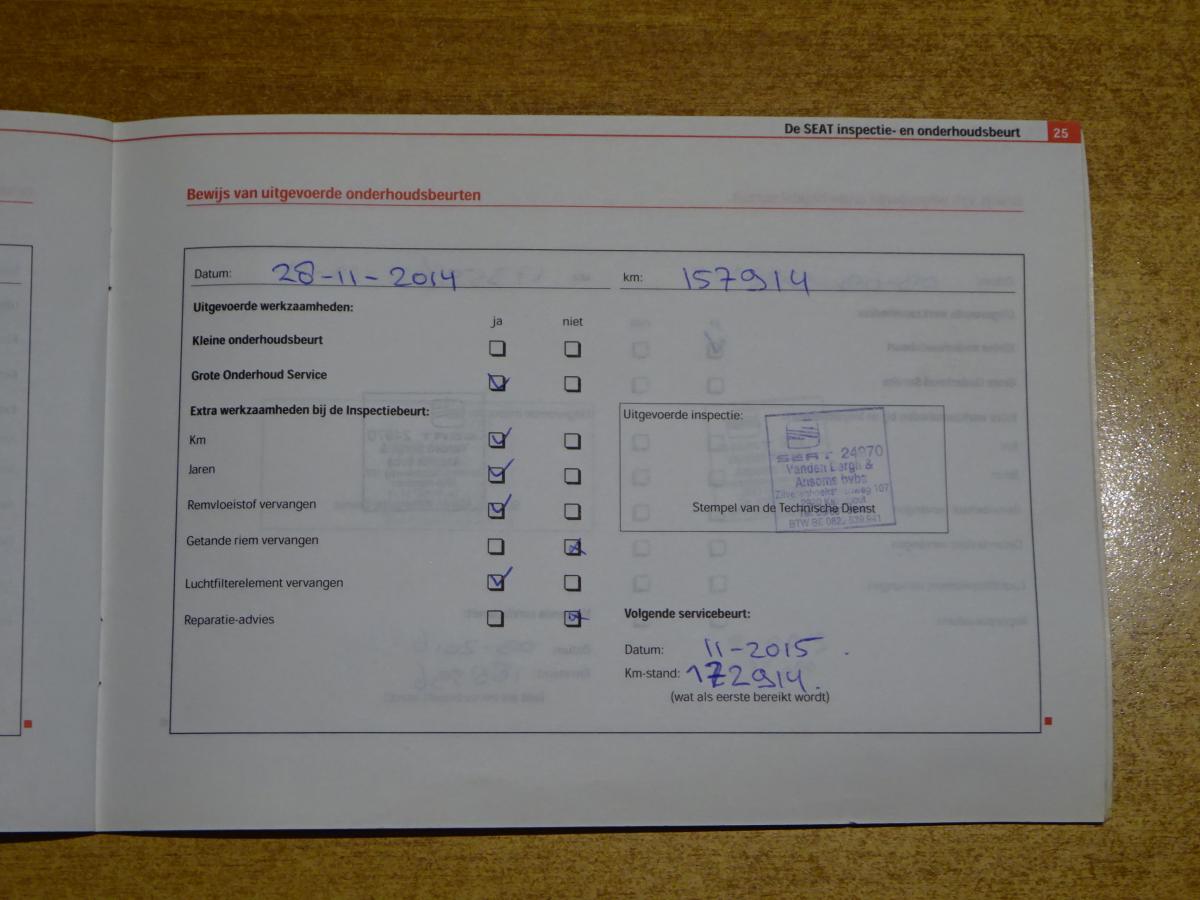 De SEAT inspectie- en onderhoudsbeurt 25
Bewijs van uitgevoerde onderhoudsbeurten
Datum: 28-11-2014 km: 157914
Uitgevoerde werkzaamheden:
ja niet
Kleine onderhoudsbeurt
Grote Onderhoud Service
Extra werkzaamheden bij de Inspectiebeurt:
Km
Jaren
Remvloeistof vervangen
Getande riem vervangen
Luchtfilterelement vervangen
Reparatie-advies
Uitgevoerde inspectie:
SEAT 24970
Vanden Bergh &
Ansoms bvba
107
Stempel van de Technische Dienst
BTW BE
Volgende servicebeurt:
Datum: 11-2015.
Km-stand: 172914.
(wat als eerste bereikt wordt)